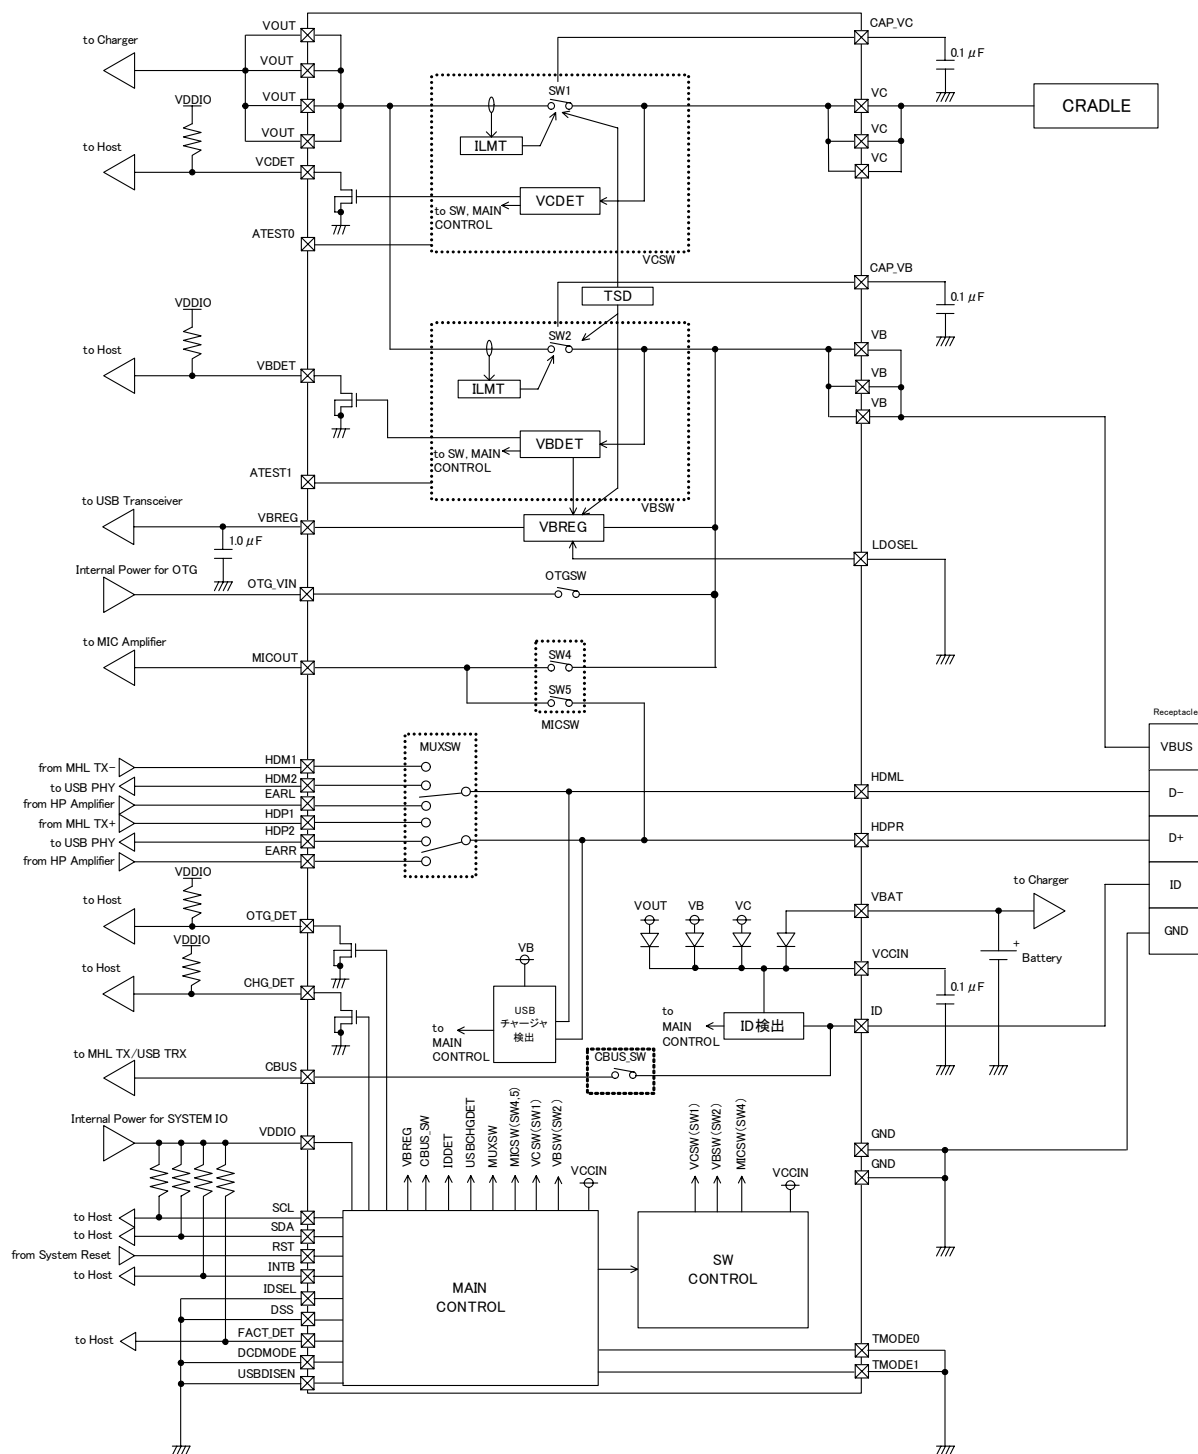 VOUT
to Charger
VOUT
VDDIO
VOUT
VOUT
to Host
VCDET
ATEST0
SW1
ILMT
VCDET
to SW, MAIN
CONTROL
VCSW
CAP_VC
0.1 μF
VC
VC
VC
CRADLE
TSD
CAP_VB
0.1 μF
VDDIO
to Host
VBDET
ATEST1
SW2
ILMT
VBDET
to SW, MAIN
CONTROL
VBSW
VB
VB
VB
to USB Transceiver
VBREG
1.0 μF
VBREG
LDOSEL
Internal Power for OTG
OTG_VIN
OTGSW
to MIC Amplifier
MICOUT
SW4
SW5
MICSW
Receptacle
VBUS
D-
D+
ID
GND
MUXSW
from MHL TX-
HDM1
to USB PHY
HDM2
from HP Amplifier
EARL
from MHL TX+
HDP1
to USB PHY
HDP2
from HP Amplifier
EARR
HDML
HDPR
VDDIO
to Host
OTG_DET
VDDIO
to Host
CHG_DET
VB
USB
チャージャ
検出
to
MAIN
CONTROL
VOUT
VB
VC
VBAT
to Charger
VCCIN
+
Battery
0.1 μF
to
MAIN
CONTROL
ID検出
ID
to MHL TX/USB TRX
CBUS
CBUS_SW
Internal Power for SYSTEM IO
VDDIO
VBREG
CBUS_SW
IDDET
USBCHGDET
MUXSW
MICSW(SW4,5)
VCSW(SW1)
VBSW(SW2)
VCCIN
VCSW(SW1)
VBSW(SW2)
MICSW(SW4)
VCCIN
GND
GND
to Host
SCL
to Host
SDA
from System Reset
RST
to Host
INTB
IDSEL
DSS
to Host
FACT_DET
DCDMODE
USBDISEN
MAIN
CONTROL
SW
CONTROL
TMODE0
TMODE1